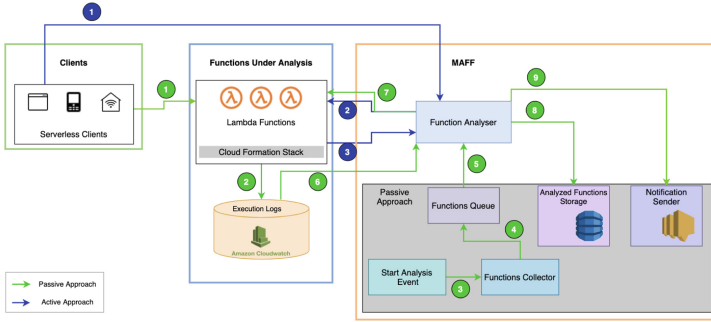 1
Clients
Functions Under Analysis
MAFF
1
7
9
2
8
Lambda Functions
Function Analyser
Serverless Clients
Cloud Formation Stack
3
2
6
5
Passive
Approach
Functions Queue
Analyzed Functions
Storage
Notification
Sender
Execution Logs
4
Amazon Cloudwatch
Start Analysis
Event
3
Functions Collector
Passive Approach
Active Approach